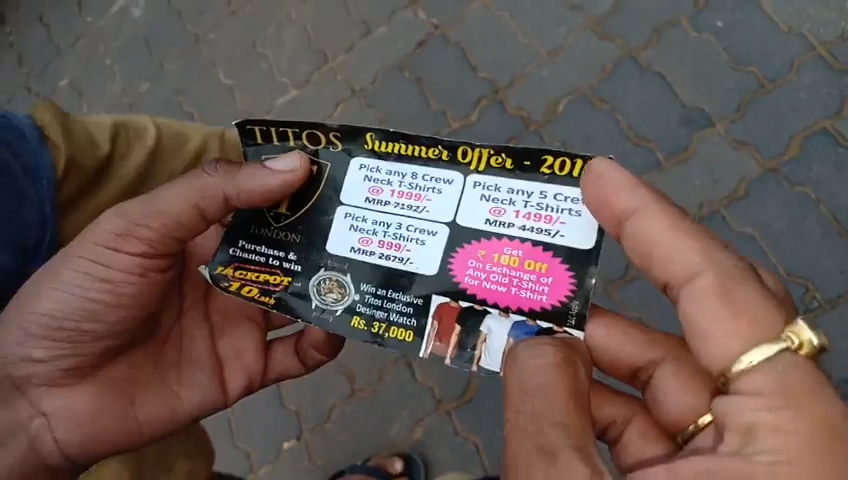 TITOS
LONDON
Summer Offer - 201
Pick any 8 Crew
Neck T-Shirts
@ 1999/-
MRP 7192/-
Pick any 5 Crew
Neck T-Shirts
@ 1499/-
MRP 4495/-
Pick any 3 Crew
Neck T-Shirts
@ 999/-
MRP 2679/-
Get
₹ 100 Off
on Exchange of
Any Old T-Shirt
for New T-Shirt
Purchase &
Chance to win
JACKPOT
₹10 Lakh
Win an Exclusive
Titos London
Desinger Watch
Rs. 37,000